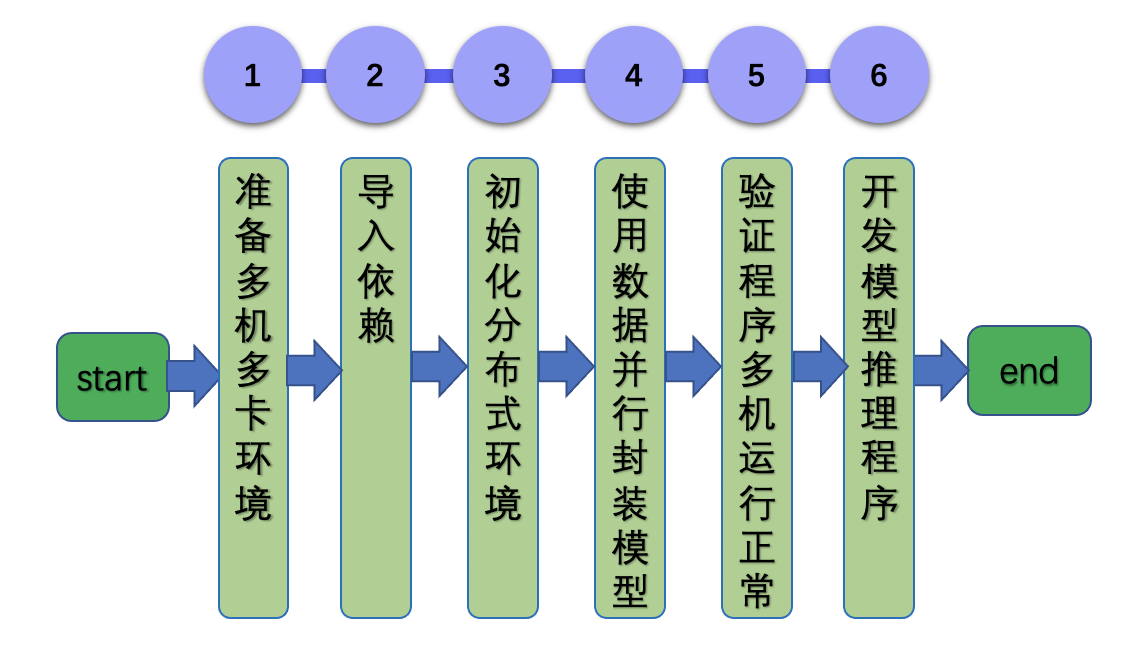 1 2 3 4 5 6
start
准备多机多卡环境
导入依赖
初始化分布式环境
使用数据并行封装模型
验证程序多机运行正常
开发模型推理程序
end